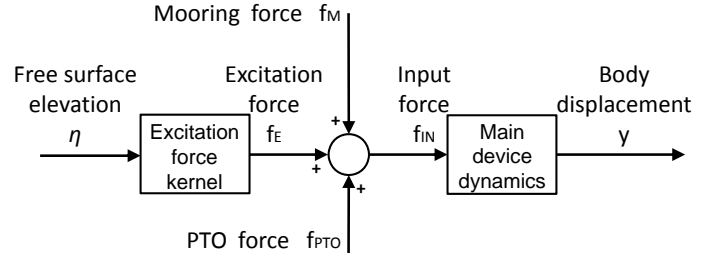 Mooring force fM
Free surface
elevation
η
Excitation
force
kernel
Excitation
force
fE
+
+
+
Input
force
fIN
Main
device
dynamics
Body
displacement
y
PTO force fPTO